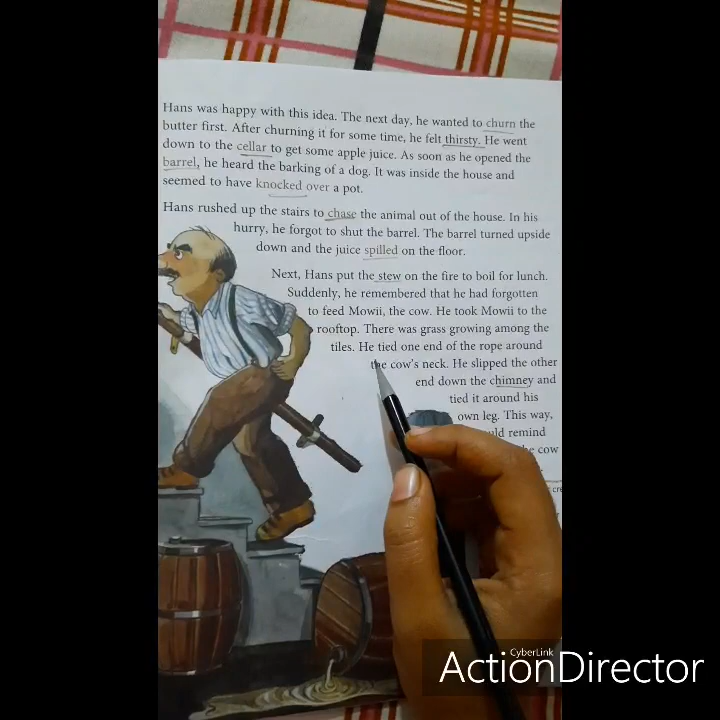 Hans was happy with this idea. The next day, he wanted to churn the
butter first. After churning it for some time, he felt thirsty. He went
down to the cellar to get some apple juice. As soon as he opened the
barrel, he heard the barking of a dog. It was inside the house and
seemed to have knocked over a pot.
Hans rushed up the stairs to chase the animal out of the house. In his
hurry, he forgot to shut the barrel. The barrel turned upside
down and the juice spilled on the floor.
Next, Hans put the stew on the fire to boil for lunch.
Suddenly, he remembered that he had forgotten
to feed Mowii, the cow. He took Mowii to the
rooftop. There was grass growing among the
tiles. He tied one end of the rope around
the cow's neck. He slipped the other
end down the chimney and
tied it around his
own leg. This way,
remind
cow
CyberLink
ActionDirector